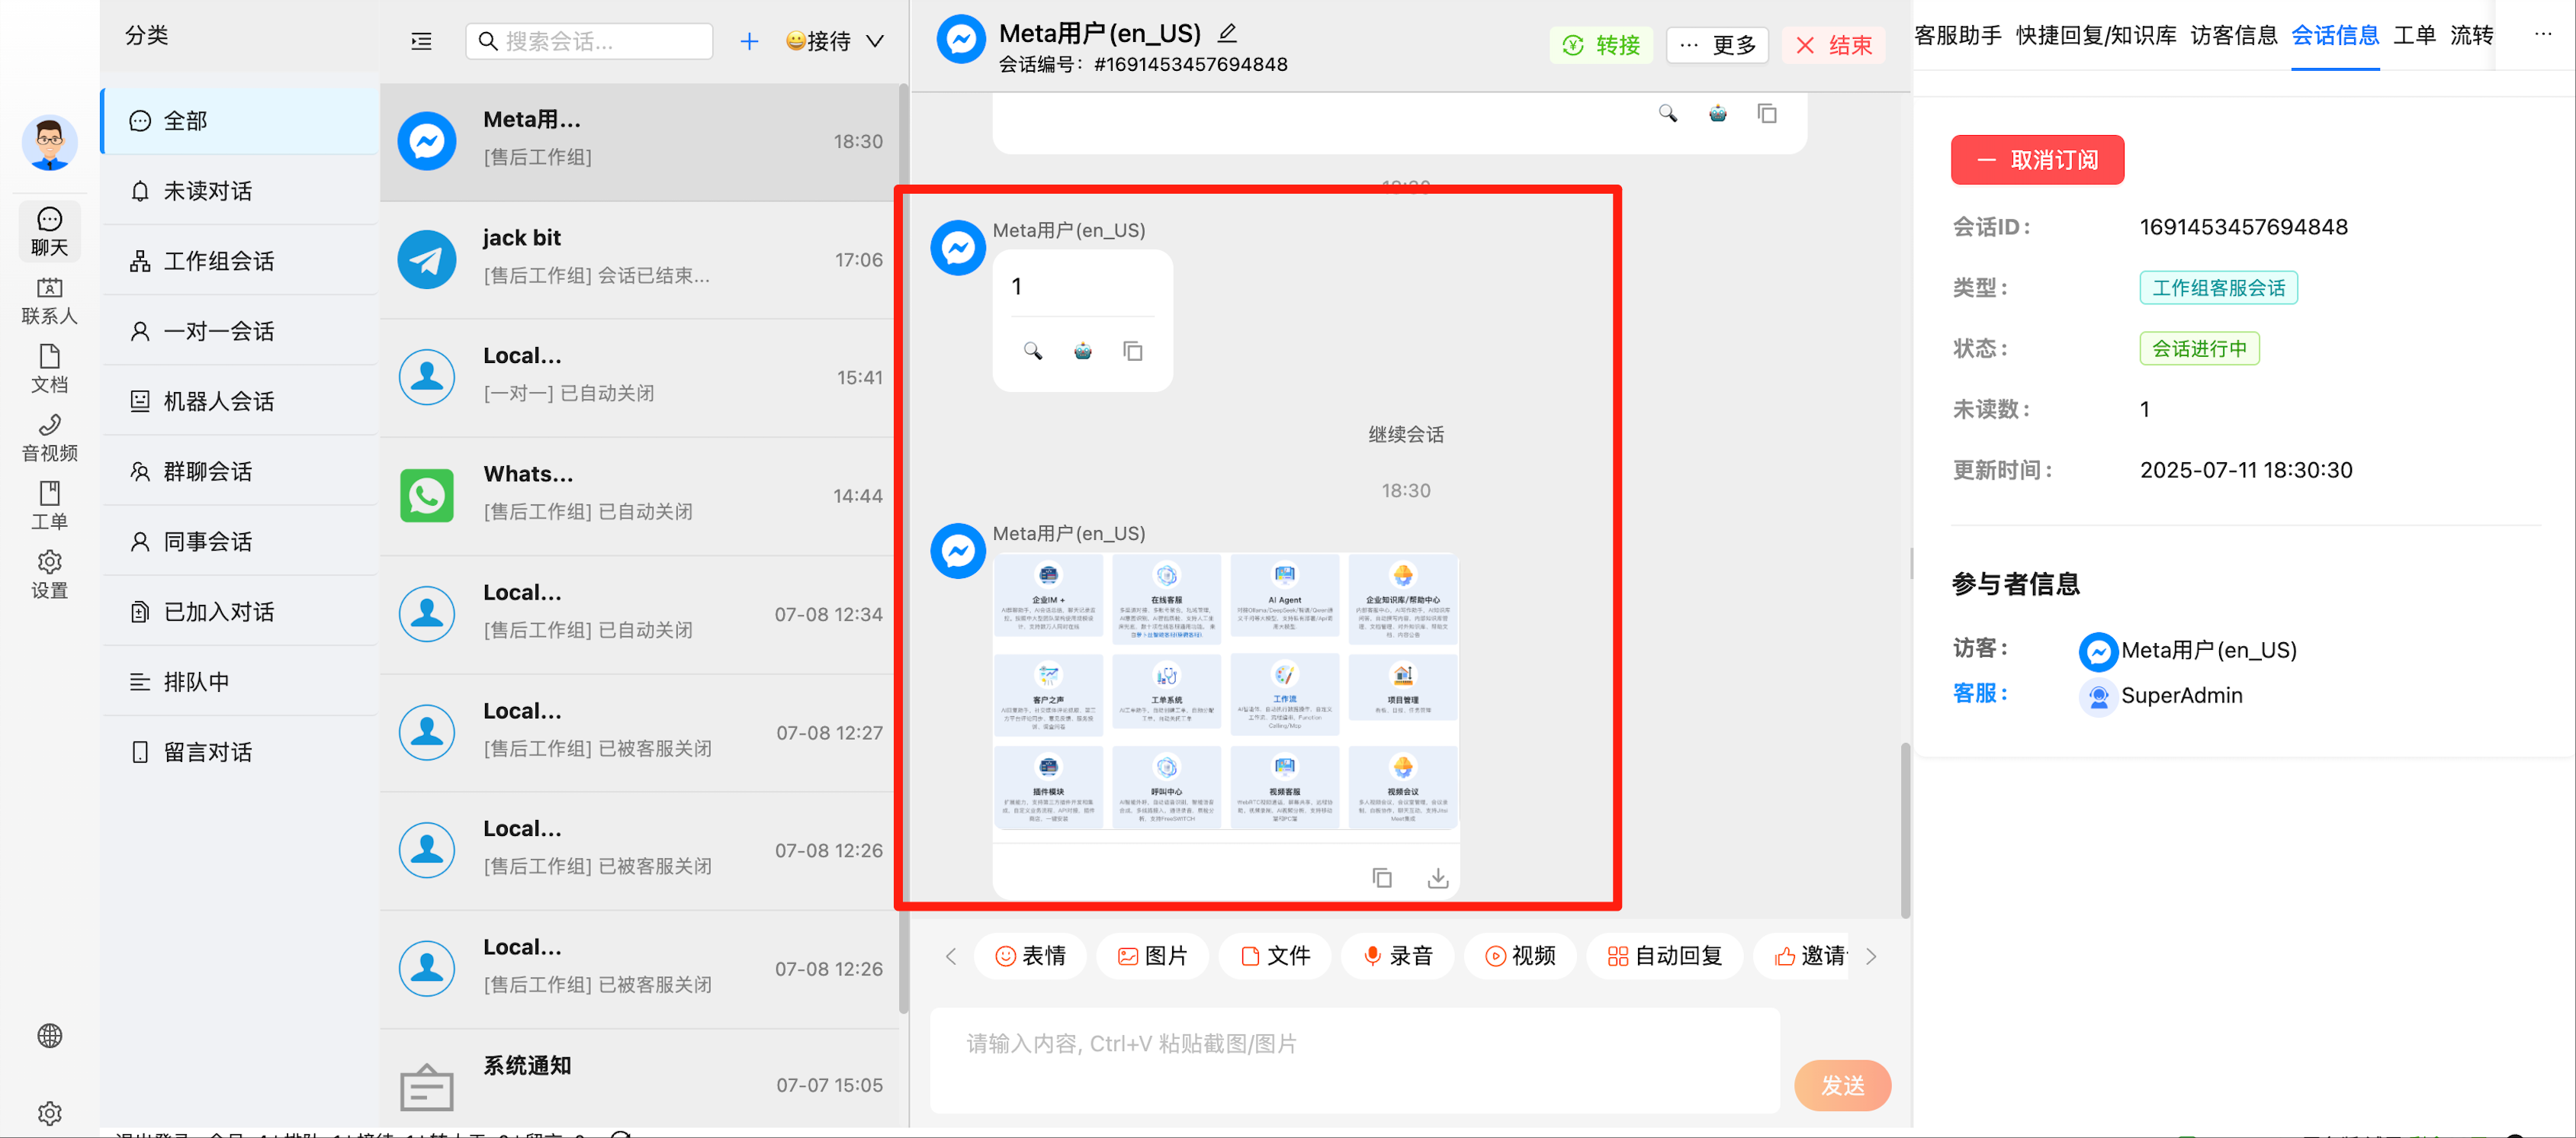 分类
全部
未读对话
工作组会话
一对一会话
机器人会话
群聊会话
同事会话
已加入对话
排队中
留言对话
聊天
联系人
文档
音视频
工单
设置
搜索会话...
接待
Meta用...
18:30
[售后工作组]
jack bit
17:06
[售后工作组] 会话已结束...
Local...
15:41
[一对一] 已自动关闭
Whats...
14:44
[售后工作组] 已自动关闭
Local...
07-08 12:34
[售后工作组] 已自动关闭
Local...
07-08 12:27
[售后工作组] 已被客服关闭
Local...
07-08 12:26
[售后工作组] 已被客服关闭
Local...
07-08 12:26
[售后工作组] 已被客服关闭
系统通知
07-07 15:05
Meta用户(en_US)
会话编号：#1691453457694848
转接
更多
结束
18:30
Meta用户(en_US)
1
继续会话
18:30
Meta用户(en_US)
企业IM +
在线客服
AI Agent
企业知识库/帮助中心
客户之声
工单系统
工作流
项目管理
插件模块
呼叫中心
视频客服
视频会议
表情
图片
文件
录音
视频
自动回复
邀请
请输入内容, Ctrl+V 粘贴截图/图片
发送
客服助手 快捷回复/知识库 访客信息 会话信息 工单 流转
取消订阅
会话ID： 1691453457694848
类型： 工作组客服会话
状态： 会话进行中
未读数： 1
更新时间： 2025-07-11 18:30:30
参与者信息
访客： Meta用户(en_US)
客服： SuperAdmin